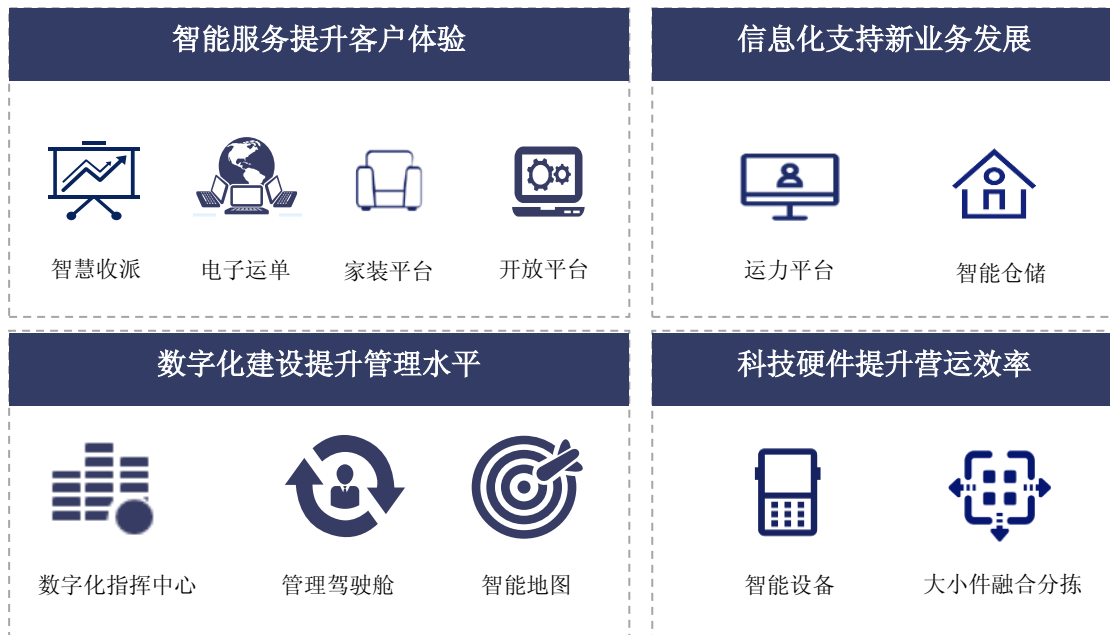 智能服务提升客户体验
信息化支持新业务发展
智慧收派
电子运单
家装平台
开放平台
运力平台
智能仓储
数字化建设提升管理水平
科技硬件提升营运效率
数字化指挥中心
管理驾驶舱
智能地图
智能设备
大小件融合分拣